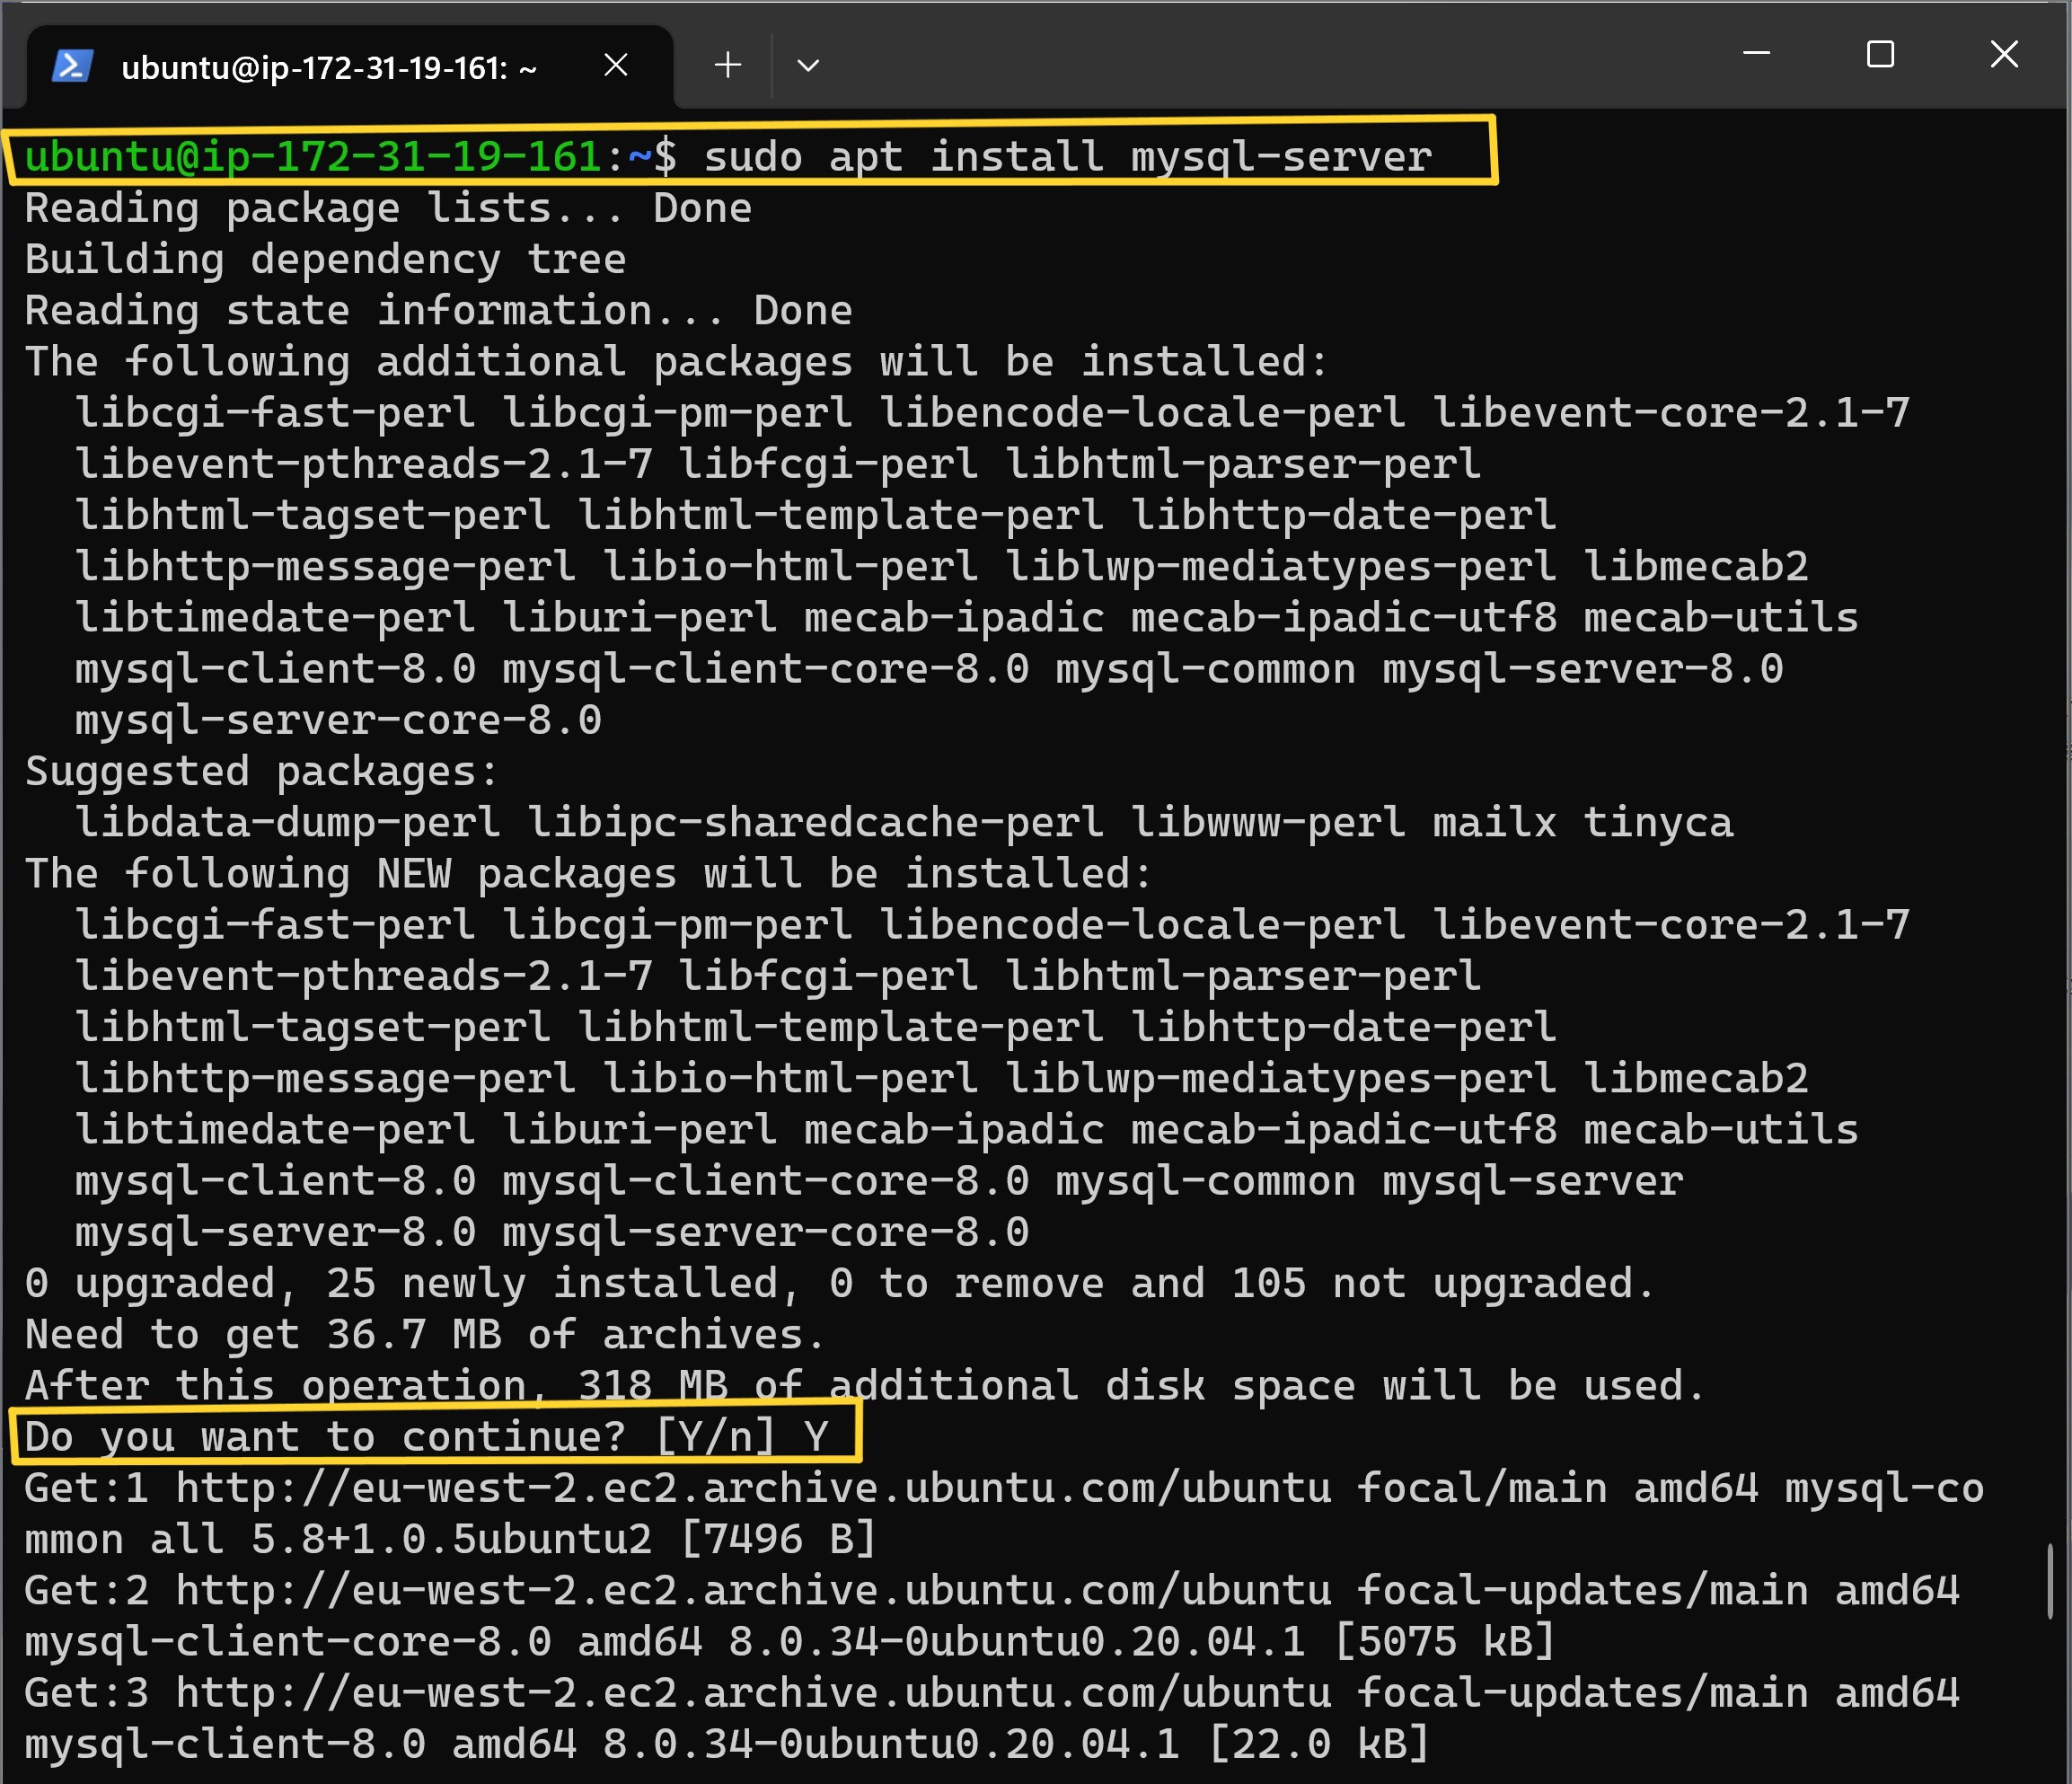 ubuntu@ip-172-31-19-161: ~
ubuntu@ip-172-31-19-161:~$ sudo apt install mysql-server
Reading package lists... Done
Building dependency tree
Reading state information... Done
The following additional packages will be installed:
  libcgi-fast-perl libcgi-pm-perl libencode-locale-perl libevent-core-2.1-7
  libevent-pthreads-2.1-7 libfcgi-perl libhtml-parser-perl
  libhtml-tagset-perl libhtml-template-perl libhttp-date-perl
  libhttp-message-perl libio-html-perl liblwp-mediatypes-perl libmecab2
  libtimedate-perl liburi-perl mecab-ipadic mecab-ipadic-utf8 mecab-utils
  mysql-client-8.0 mysql-client-core-8.0 mysql-common mysql-server-8.0
  mysql-server-core-8.0
Suggested packages:
  libdata-dump-perl libipc-sharedcache-perl libwww-perl mailx tinyca
The following NEW packages will be installed:
  libcgi-fast-perl libcgi-pm-perl libencode-locale-perl libevent-core-2.1-7
  libevent-pthreads-2.1-7 libfcgi-perl libhtml-parser-perl
  libhtml-tagset-perl libhtml-template-perl libhttp-date-perl
  libhttp-message-perl libio-html-perl liblwp-mediatypes-perl libmecab2
  libtimedate-perl liburi-perl mecab-ipadic mecab-ipadic-utf8 mecab-utils
  mysql-client-8.0 mysql-client-core-8.0 mysql-common mysql-server
  mysql-server-8.0 mysql-server-core-8.0
0 upgraded, 25 newly installed, 0 to remove and 105 not upgraded.
Need to get 36.7 MB of archives.
After this operation, 318 MB of additional disk space will be used.
Do you want to continue? [Y/n] Y
Get:1 http://eu-west-2.ec2.archive.ubuntu.com/ubuntu focal/main amd64 mysql-co
mmon all 5.8+1.0.5ubuntu2 [7496 B]
Get:2 http://eu-west-2.ec2.archive.ubuntu.com/ubuntu focal-updates/main amd64
mysql-client-core-8.0 amd64 8.0.34-0ubuntu0.20.04.1 [5075 kB]
Get:3 http://eu-west-2.ec2.archive.ubuntu.com/ubuntu focal-updates/main amd64
mysql-client-8.0 amd64 8.0.34-0ubuntu0.20.04.1 [22.0 kB]